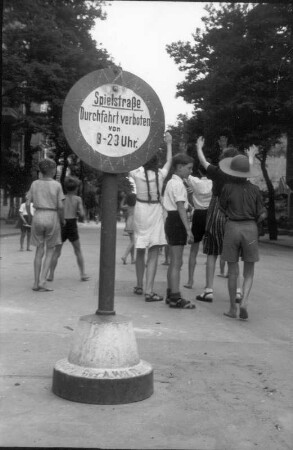 Spielstraße
Durchfahrt verboten
von
8-23 Uhr.